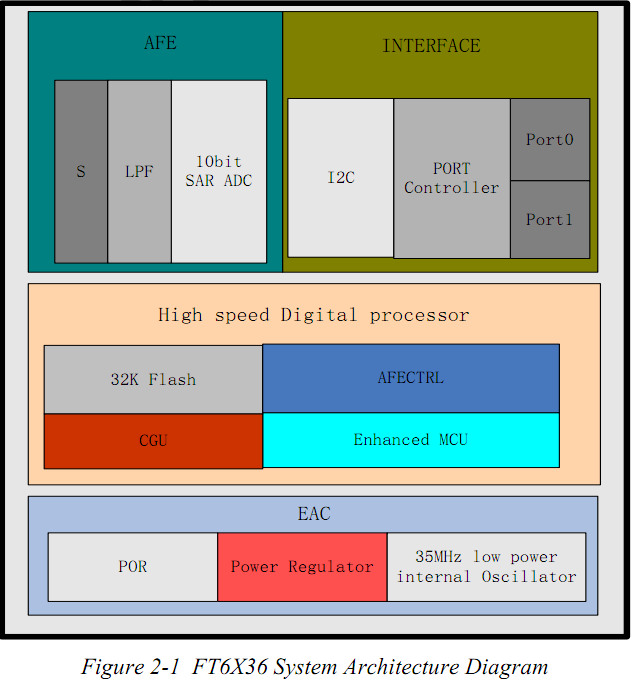 AFE
INTERFACE
S
LPF
10bit
SAR ADC
I2C
PORT
Controller
Port0
Port1
High speed Digital processor
32K Flash
AFECTRL
CGU
Enhanced MCU
EAC
POR
Power Regulator
35MHz low power
internal Oscillator
Figure 2-1 FT6X36 System Architecture Diagram